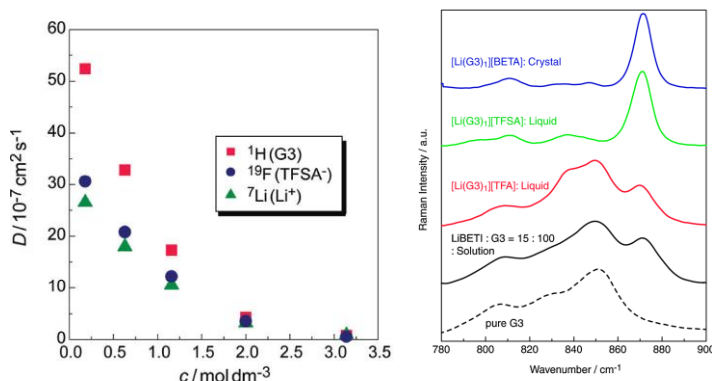 60
50
40
30
20
10
0
D / 10⁻⁷ cm² s⁻¹
¹H (G3)
¹⁹F (TFSA⁻)
⁷Li (Li⁺)
0.0 0.5 1.0 1.5 2.0 2.5 3.0 3.5
c / mol dm⁻³
Raman Intensity / a.u.
[Li(G3)₁][BETA]: Crystal
[Li(G3)₁][TFSA]: Liquid
[Li(G3)₁][TFA]: Liquid
LiBETI : G3 = 15 : 100
: Solution
pure G3
780 800 820 840 860 880 900
Wavenumber / cm⁻¹